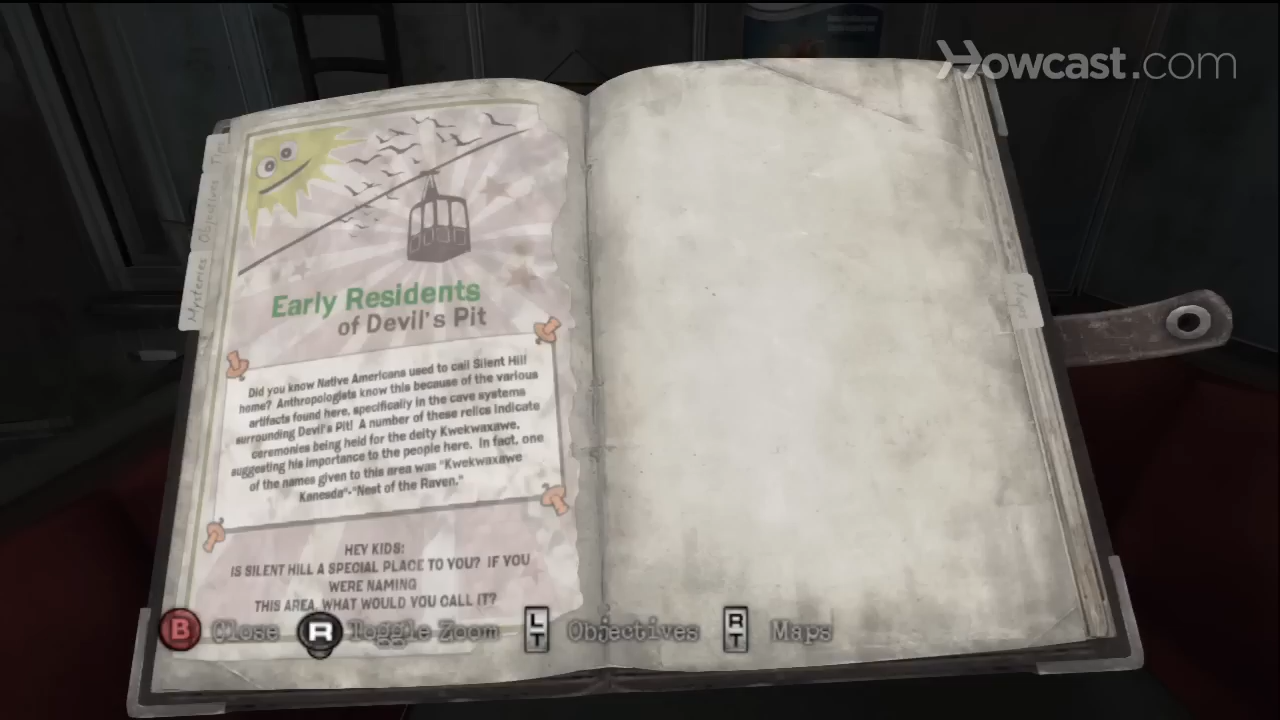 Howcast.com
Early Residents
of Devil's Pit
Did you know Native Americans used to call Silent Hill
home? Anthropologists know this because of the various
artifacts found here, specifically in the cave systems
surrounding Devil's Pit! A number of these relics indicate
ceremonies being held for the deity Kwekwaxawe,
suggesting his importance to the people here. In fact, one
of the names given to this area was "Kwekwaxawe
Kanesda"-"Nest of the Raven."
HEY KIDS:
IS SILENT HILL A SPECIAL PLACE TO YOU? IF YOU
WERE NAMING
THIS AREA, WHAT WOULD YOU CALL IT?
Mysteries
Objectives
B Close R Toggle Zoom LT Objectives RT Maps